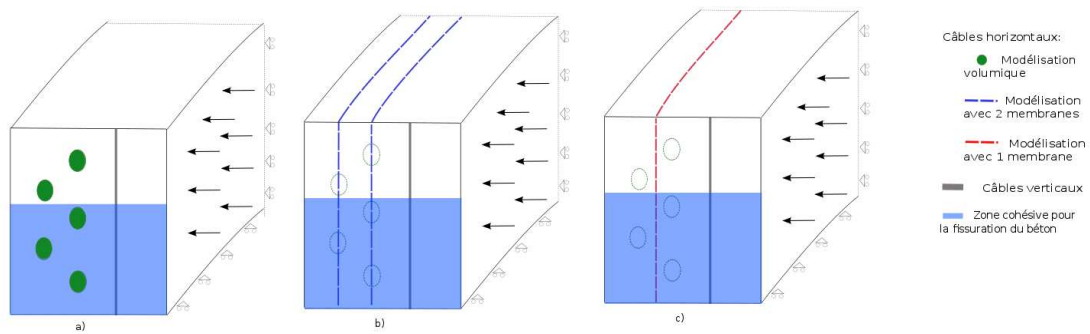 Câbles horizontaux:
Modélisation
volumique
Modélisation
avec 2 membranes
Modélisation
avec 1 membrane
Câbles verticaux
Zone cohésive pour
la fissuration du béton
a)
b)
c)